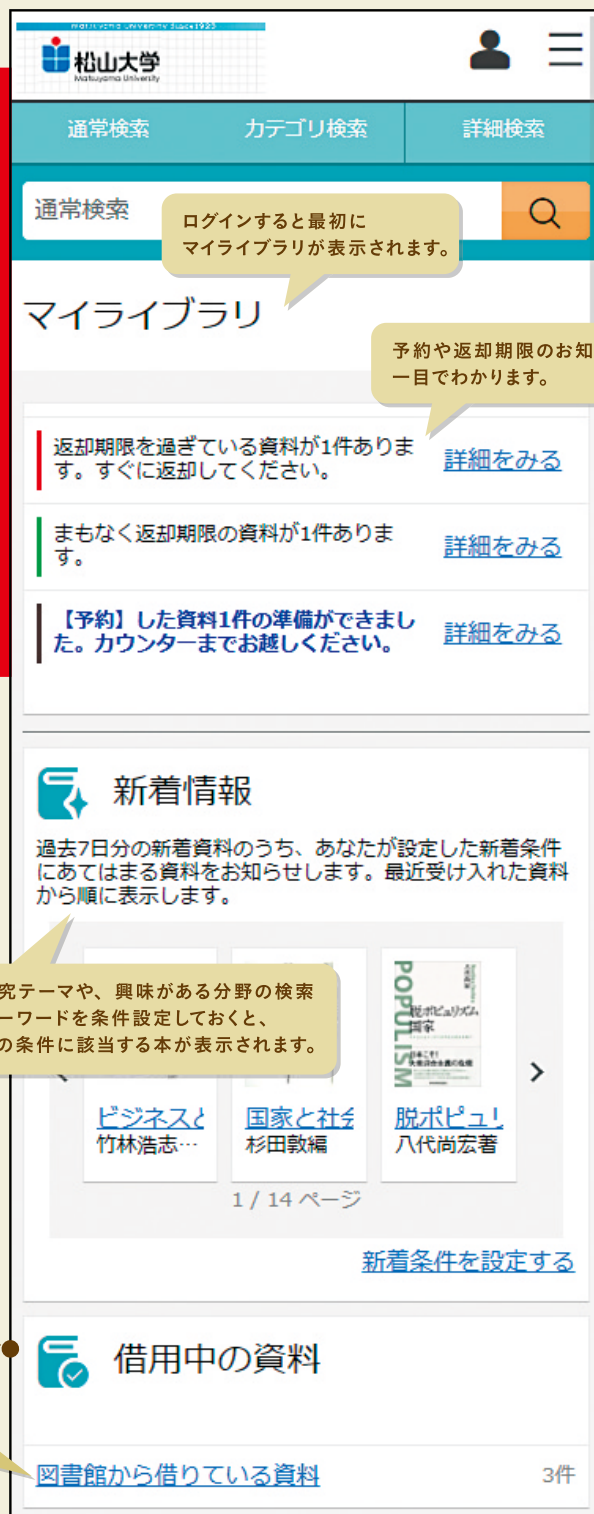 Matsuyama University Since1923
松山大学
Matsuyama University
通常検索
カテゴリ検索
詳細検索
通常検索
ログインすると最初に
マイライブラリが表示されます。
マイライブラリ
予約や返却期限のお知
一目でわかります。
返却期限を過ぎている資料が1件ありま
す。すぐに返却してください。
詳細をみる
まもなく返却期限の資料が1件ありま
す。
詳細をみる
【予約】した資料1件の準備ができまし
た。カウンターまでお越しください。
詳細をみる
新着情報
過去7日分の新着資料のうち、あなたが設定した新着条件
にあてはまる資料をお知らせします。最近受け入れた資料
から順に表示します。
究テーマや、興味がある分野の検索
ーワードを条件設定しておくと、
の条件に該当する本が表示されます。
POPULISM
脱ポピュリズム
国家
ビジネスと
竹林浩志…
国家と社会
杉田敦編
脱ポピュリ
八代尚宏著
1 / 14 ページ
新着条件を設定する
借用中の資料
図書館から借りている資料
3件